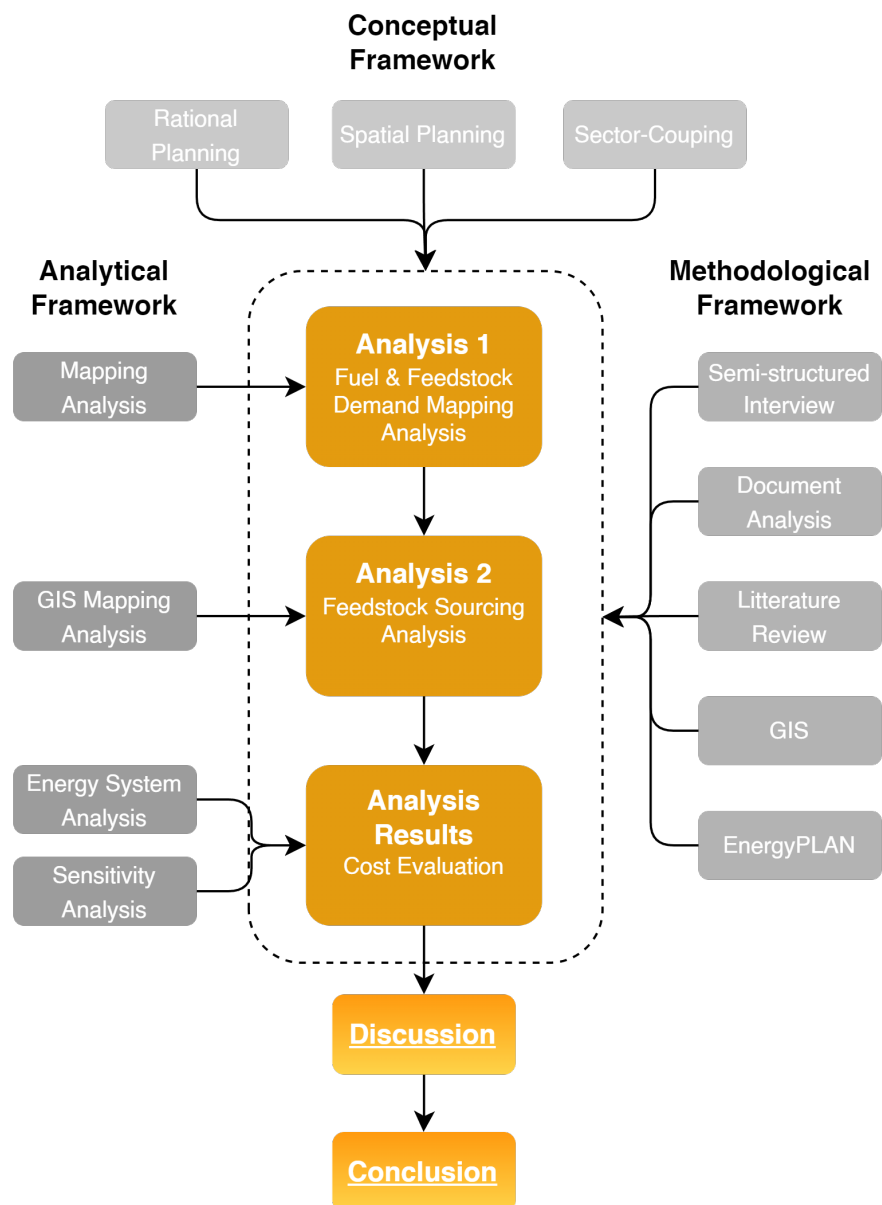 Conceptual
Framework
Rational
Planning
Spatial Planning
Sector-Couping
Analytical
Framework
Mapping
Analysis
GIS Mapping
Analysis
Energy System
Analysis
Sensitivity
Analysis
Analysis 1
Fuel & Feedstock
Demand Mapping
Analysis
Analysis 2
Feedstock Sourcing
Analysis
Analysis
Results
Cost Evaluation
Methodological
Framework
Semi-structured
Interview
Document
Analysis
Litterature
Review
GIS
EnergyPLAN
Discussion
Conclusion